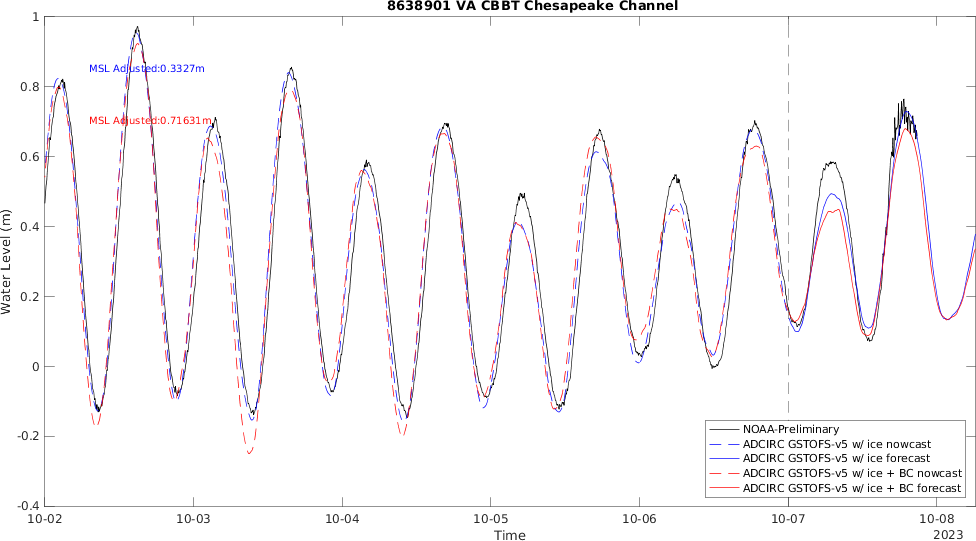 8638901 VA CBBT Chesapeake Channel
1
0.8
0.6
0.4
0.2
0
-0.2
-0.4
Water Level (m)
MSL Adjusted:0.3327m
MSL Adjusted:0.71631m
NOAA-Preliminary
ADCIRC GSTOFS-v5 w/ ice nowcast
ADCIRC GSTOFS-v5 w/ ice forecast
ADCIRC GSTOFS-v5 w/ ice + BC nowcast
ADCIRC GSTOFS-v5 w/ ice + BC forecast
10-02 10-03 10-04 10-05 10-06 10-07 10-08
Time
2023